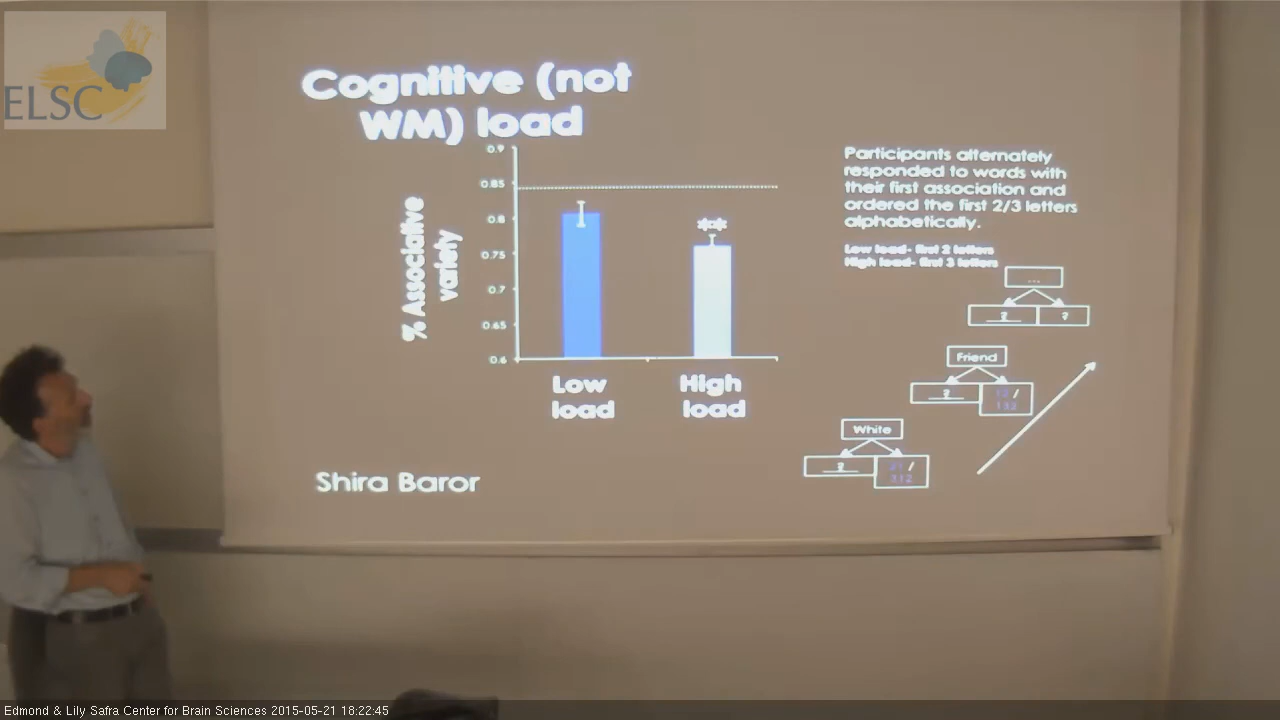 ELSC
Cognitive (not
WM) load
% Associative
variety
0.9
0.85
0.8
0.75
0.7
0.65
0.6
**
Low
load
High
load
Participants alternately
responded to words with
their first association and
ordered the first 2/3 letters
alphabetically.
Low load- first 2 letters
High load- first 3 letters
...
? ?
Friend
?
132
White
? 21 /
312
Shira Baror
Edmond & Lily Safra Center for Brain Sciences 2015-05-21 18:22:45